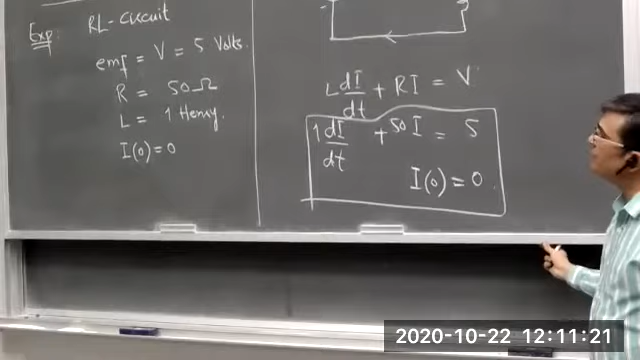 Exp: RL-Circuit
emf = V = 5 Volts.
R = 50 Ω
L = 1 Henry.
I(0) = 0
L dI/dt + RI = V
1 dI/dt + 50 I = 5
I(0) = 0.
2020-10-22 12:11:21